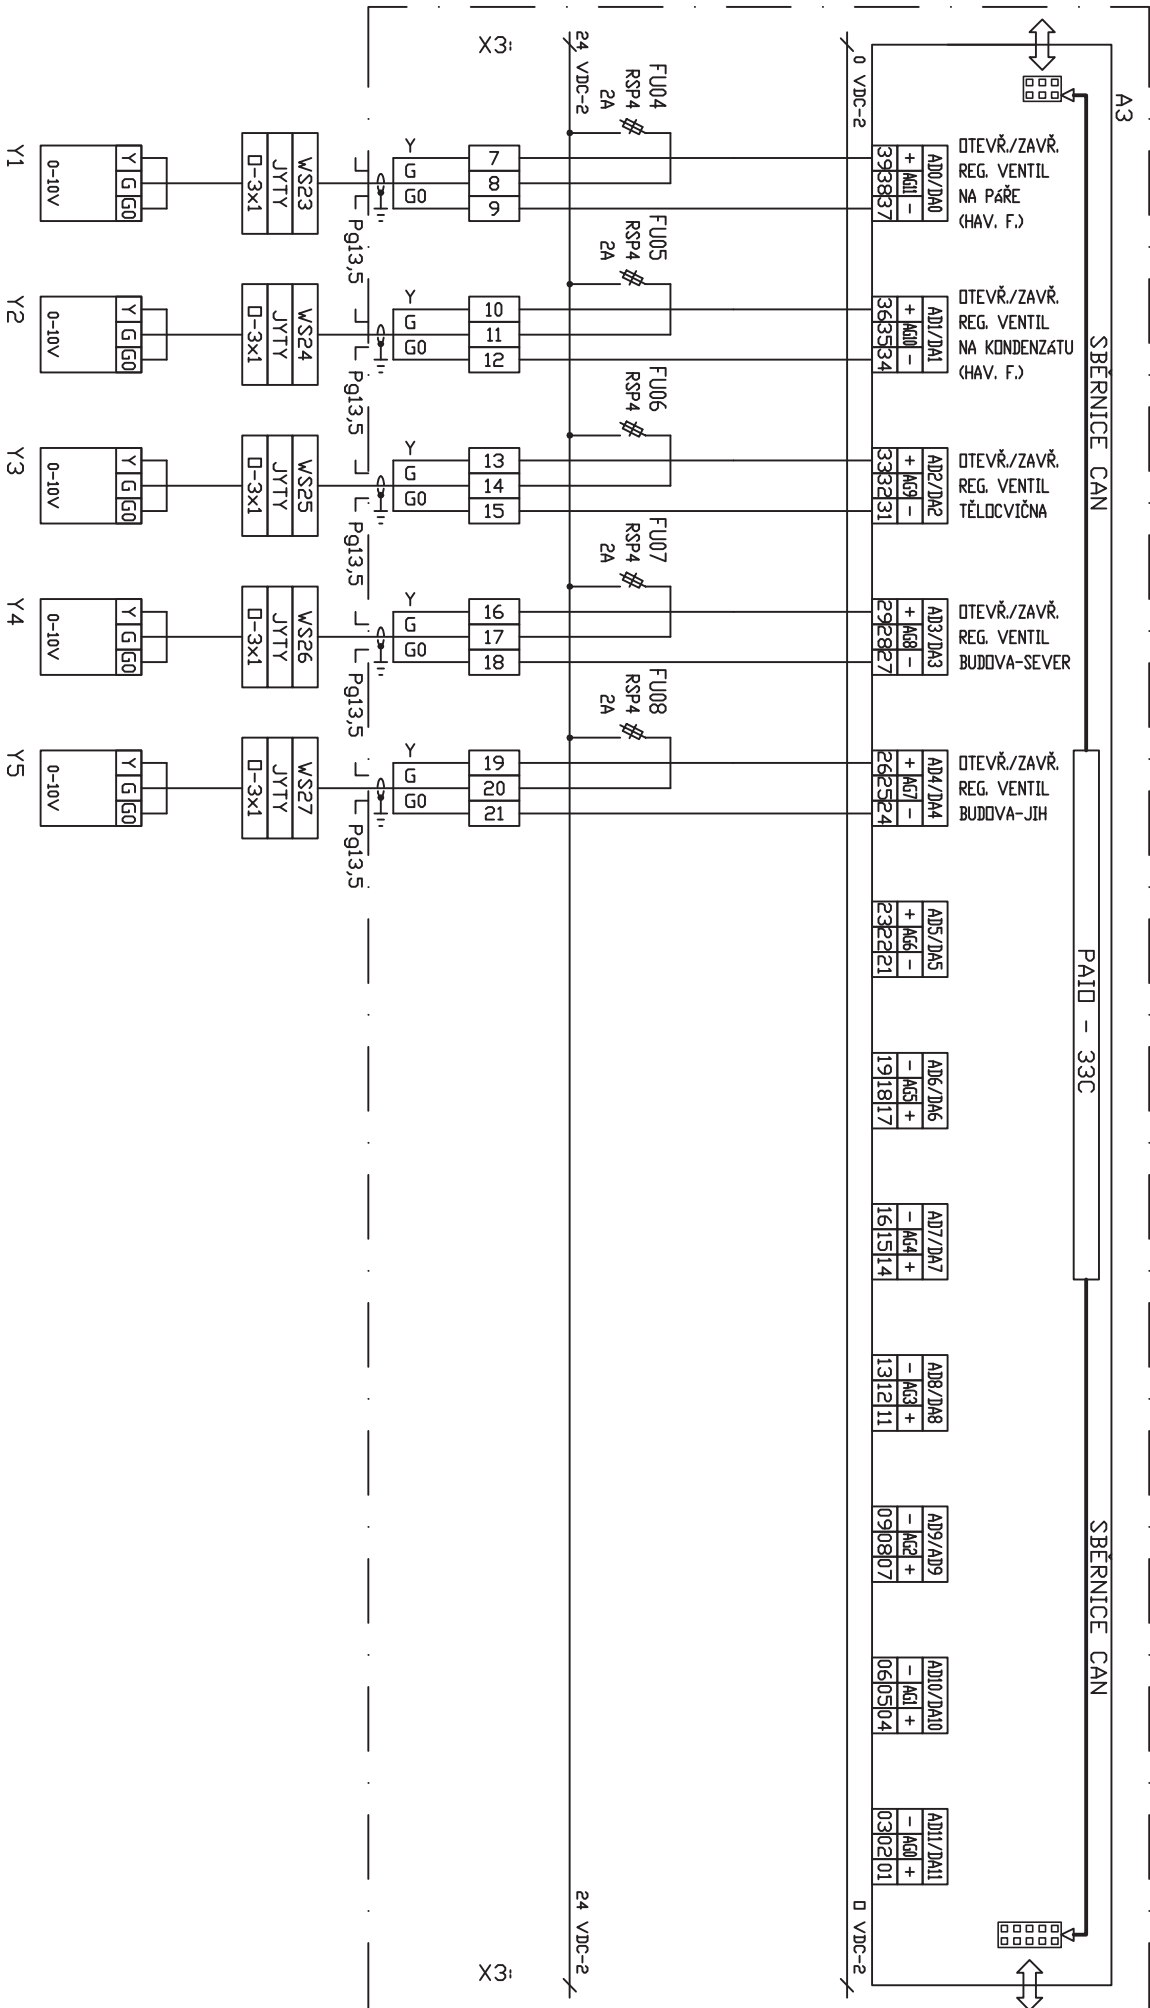 A3
SBĚRNICE CAN
PAIO - 33C
SBĚRNICE CAN
OTEVŘ./ZAVŘ.
REG. VENTIL
NA PÁŘE
(HAV. F.)
OTEVŘ./ZAVŘ.
REG. VENTIL
NA KONDENZÁTU
(HAV. F.)
OTEVŘ./ZAVŘ.
REG. VENTIL
TĚLOCVIČNA
OTEVŘ./ZAVŘ.
REG. VENTIL
BUDOVA-SEVER
OTEVŘ./ZAVŘ.
REG. VENTIL
BUDOVA-JIH
AD0/DA0
+ AG11 -
39 38 37
AD1/DA1
+ AG10 -
36 35 34
AD2/DA2
+ AG9 -
33 32 31
AD3/DA3
+ AG8 -
29 28 27
AD4/DA4
+ AG7 -
26 25 24
AD5/DA5
+ AG6 -
23 22 21
AD6/DA6
- AG5 +
19 18 17
AD7/DA7
- AG4 +
16 15 14
AD8/DA8
- AG3 +
13 12 11
AD9/AD9
- AG2 +
09 08 07
AD10/DA10
- AG1 +
06 05 04
AD11/DA11
- AG0 +
03 02 01
0 VDC-2
0 VDC-2
FU04
RSP4
2A
FU05
RSP4
2A
FU06
RSP4
2A
FU07
RSP4
2A
FU08
RSP4
2A
24 VDC-2
24 VDC-2
X3:
7 8 9
10 11 12
13 14 15
16 17 18
19 20 21
X3:
Y G G0
Y G G0
Y G G0
Y G G0
Y G G0
Pg13,5
Pg13,5
Pg13,5
Pg13,5
Pg13,5
WS23
JYTY
O-3x1
WS24
JYTY
O-3x1
WS25
JYTY
O-3x1
WS26
JYTY
O-3x1
WS27
JYTY
O-3x1
Y G G0
0-10V
Y G G0
0-10V
Y G G0
0-10V
Y G G0
0-10V
Y G G0
0-10V
Y1
Y2
Y3
Y4
Y5